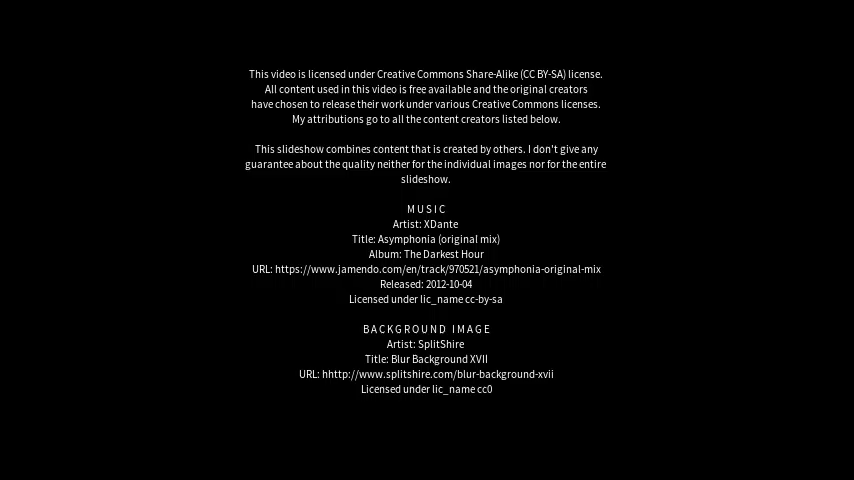 This video is licensed under Creative Commons Share-Alike (CC BY-SA) license.
All content used in this video is free available and the original creators
have chosen to release their work under various Creative Commons licenses.
My attributions go to all the content creators listed below.
This slideshow combines content that is created by others. I don't give any
guarantee about the quality neither for the individual images nor for the entire
slideshow.
MUSIC
Artist: XDante
Title: Asymphonia (original mix)
Album: The Darkest Hour
URL: https://www.jamendo.com/en/track/970521/asymphonia-original-mix
Released: 2012-10-04
Licensed under lic_name cc-by-sa
BACKGROUND IMAGE
Artist: SplitShire
Title: Blur Background XVII
URL: hhttp://www.splitshire.com/blur-background-xvii
Licensed under lic_name cc0